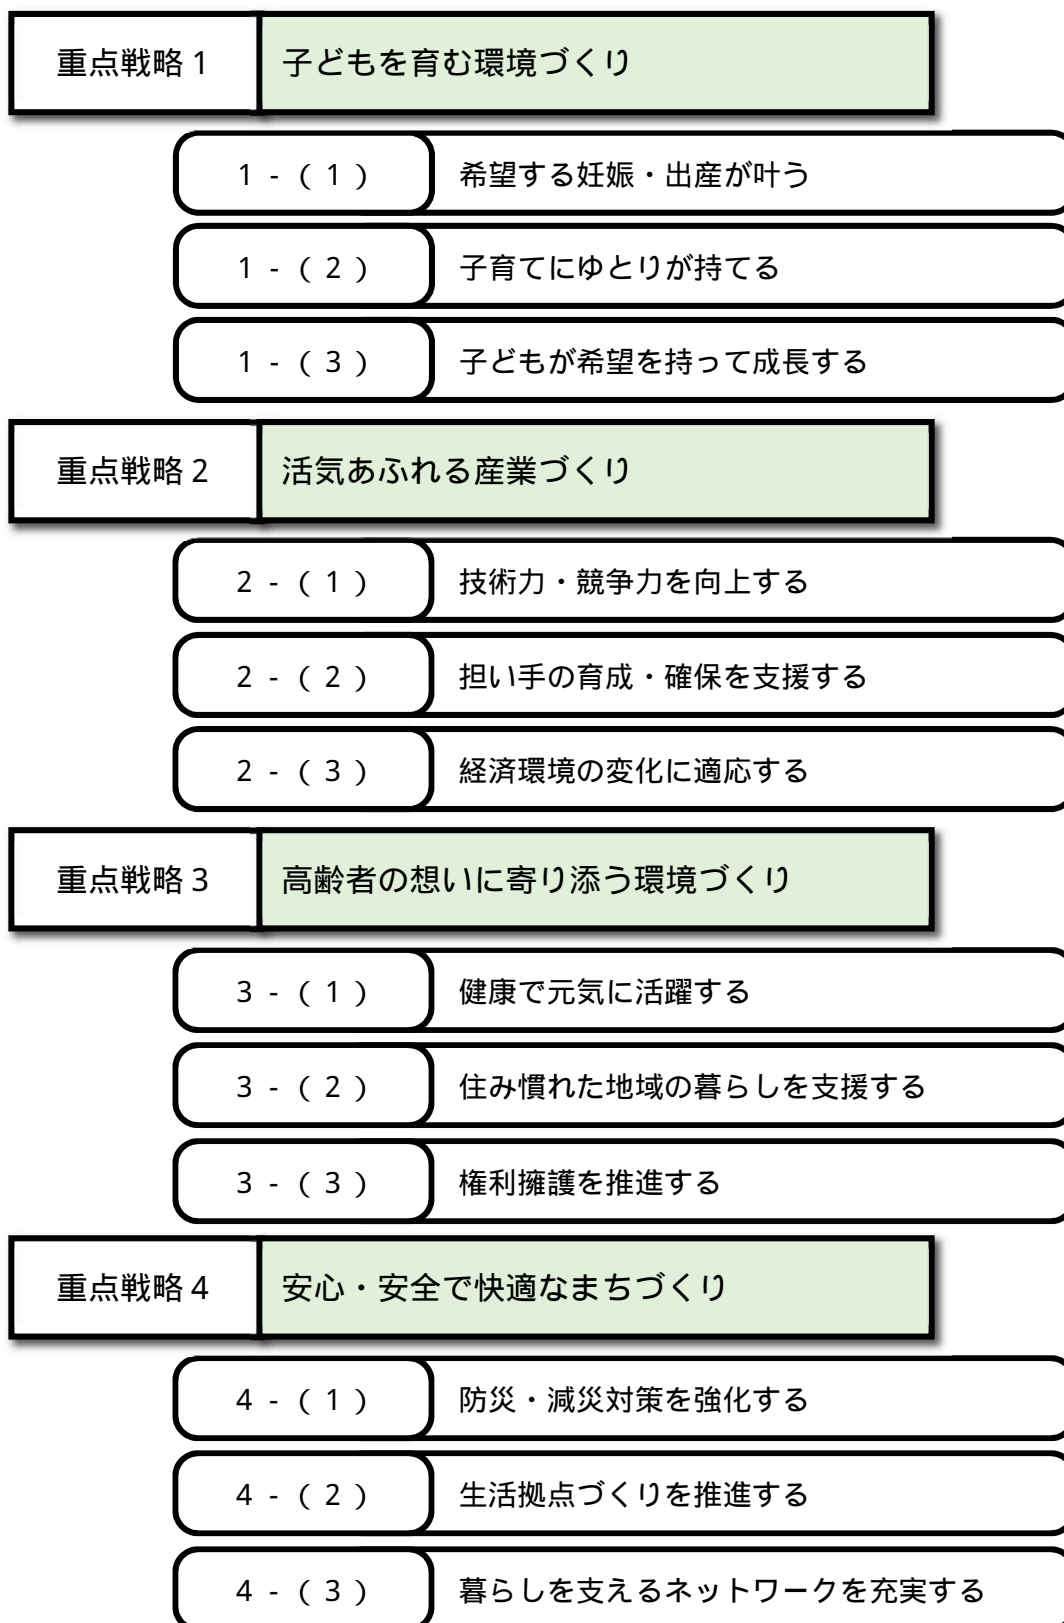 重点戦略1 子どもを育む環境づくり
1-(1) 希望する妊娠・出産が叶う
1-(2) 子育てにゆとりが持てる
1-(3) 子どもが希望を持って成長する
重点戦略2 活気あふれる産業づくり
2-(1) 技術力・競争力を向上する
2-(2) 担い手の育成・確保を支援する
2-(3) 経済環境の変化に適応する
重点戦略3 高齢者の想いに寄り添う環境づくり
3-(1) 健康で元気に活躍する
3-(2) 住み慣れた地域の暮らしを支援する
3-(3) 権利擁護を推進する
重点戦略4 安心・安全で快適なまちづくり
4-(1) 防災・減災対策を強化する
4-(2) 生活拠点づくりを推進する
4-(3) 暮らしを支えるネットワークを充実する